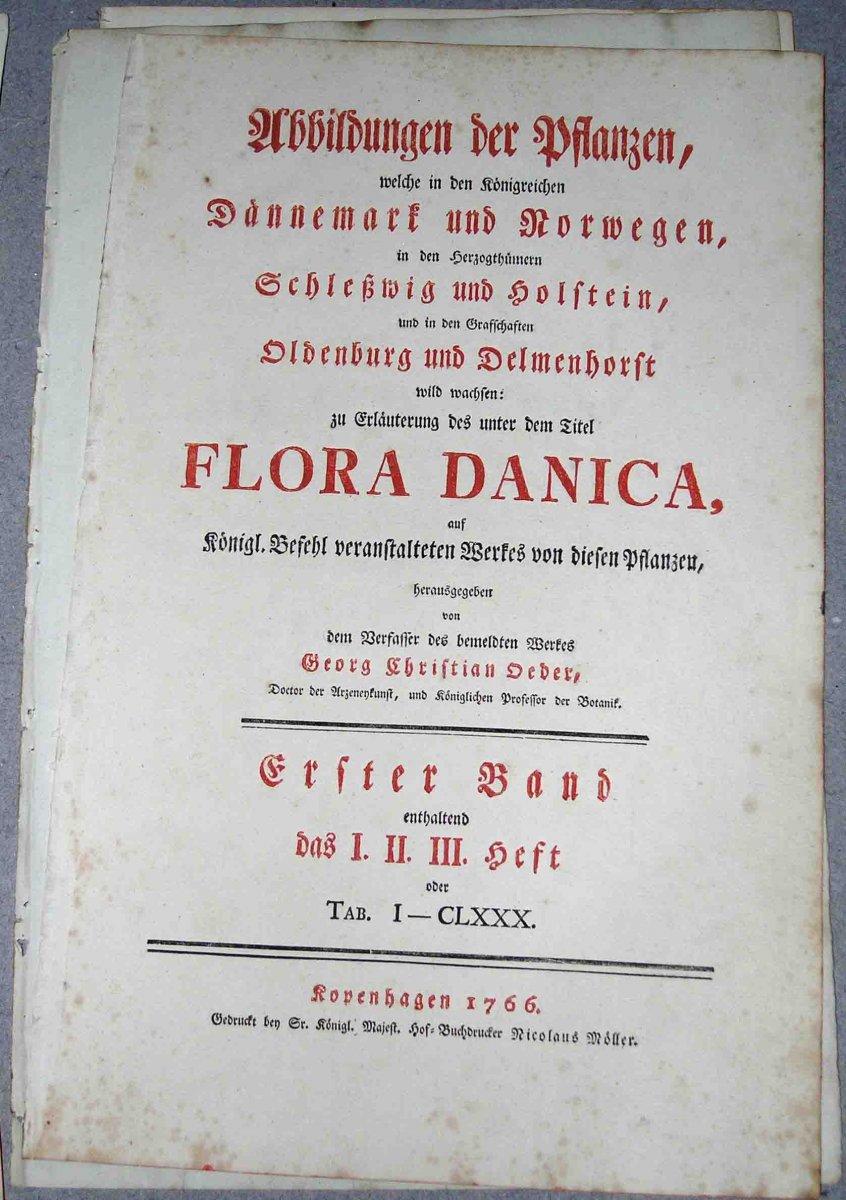 Abbildungen der Pflanzen,
welche in den Königreichen
Dännemark und Norwegen,
in den Herzogthümern
Schleßwig und Holstein,
und in den Grafschaften
Oldenburg und Delmenhorst
wild wachsen:
zu Erläuterung des unter dem Titel
FLORA DANICA,
auf
Königl. Befehl veranstalteten Werkes von diesen Pflanzen,
herausgegeben
von
dem Verfasser des bemeldten Werkes
Georg Christian Oeder,
Doctor der Arzeneykunst, und Königlichen Professor der Botanik.
Erster Band
enthaltend
das I. II. III. Heft
oder
TAB. I — CLXXX.
Kopenhagen 1766.
Gedruckt bey Sr. Königl. Majest. Hof-Buchdrucker Nicolaus Möller.